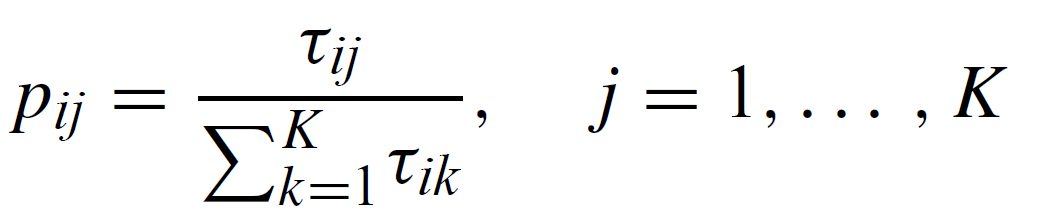 p_{ij} = \frac{\tau_{ij}}{\sum_{k=1}^{K} \tau_{ik}}, \quad j = 1, \ldots, K